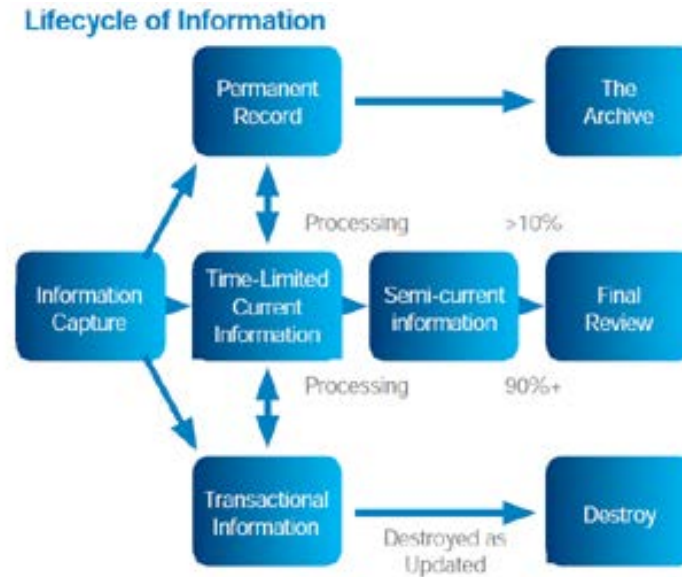 Lifecycle of Information
Permanent
Record
The
Archive
Processing
>10%
Information
Capture
Time-Limited
Current
Information
Semi-current
information
Final
Review
Processing
90%+
Transactional
Information
Destroyed as
Updated
Destroy